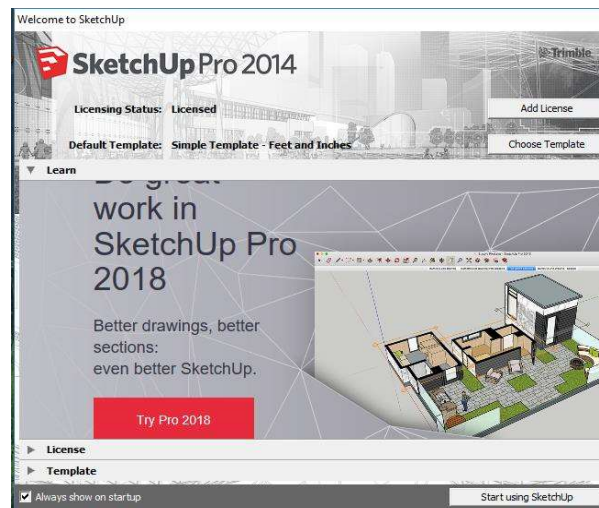 Welcome to SketchUp
SketchUp Pro 2014
Trimble
Licensing Status: Licensed
Add License
Default Template: Simple Template - Feet and Inches
Choose Template
Learn
Do great
work in
SketchUp Pro
2018
Better drawings, better
sections:
even better SketchUp.
Try Pro 2018
License
Template
Always show on startup
Start using SketchUp